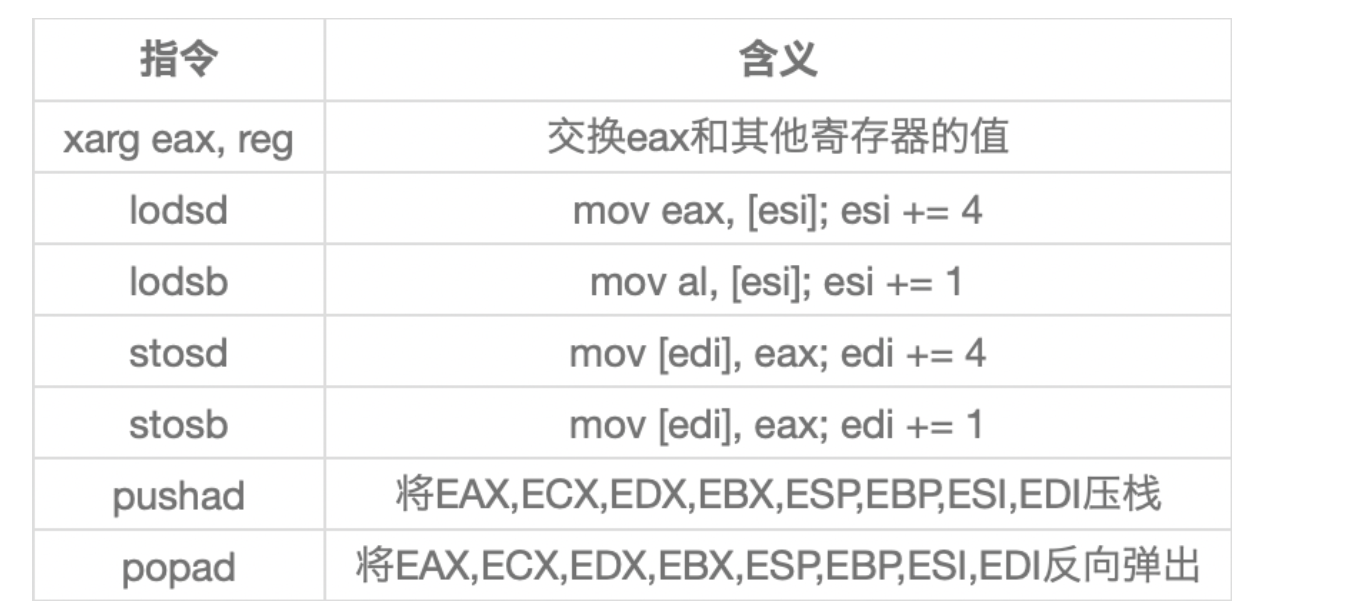 指令 含义
xarg eax, reg 交换eax和其他寄存器的值
lodsd mov eax, [esi]; esi += 4
lodsb mov al, [esi]; esi += 1
stosd mov [edi], eax; edi += 4
stosb mov [edi], eax; edi += 1
pushad 将EAX,ECX,EDX,EBX,ESP,EBP,ESI,EDI压栈
popad 将EAX,ECX,EDX,EBX,ESP,EBP,ESI,EDI反向弹出